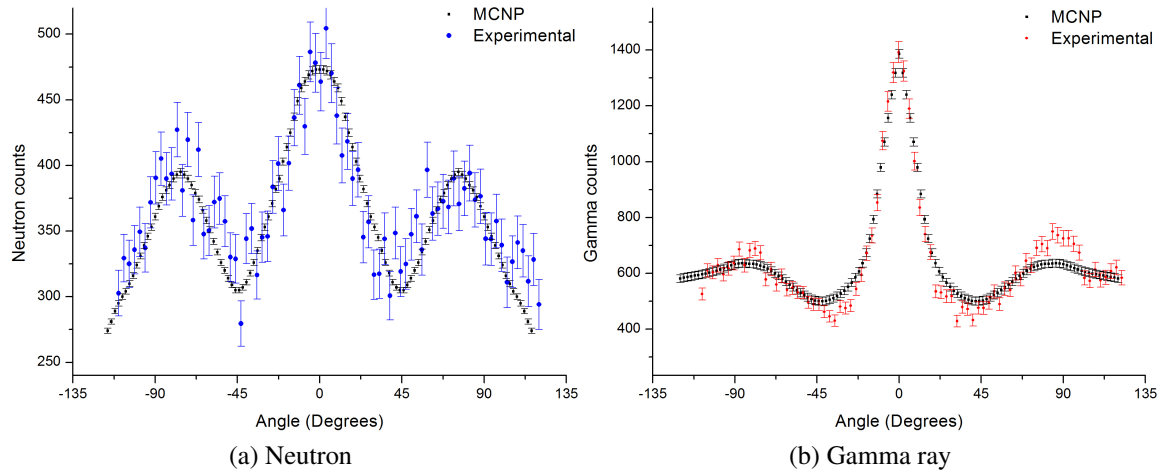 MCNP
Experimental
500
450
400
350
300
250
Neutron counts
-135
-90
-45
0
45
90
135
Angle (Degrees)
(a) Neutron
MCNP
Experimental
1400
1200
1000
800
600
400
Gamma counts
-135
-90
-45
0
45
90
135
Angle (Degrees)
(b) Gamma ray